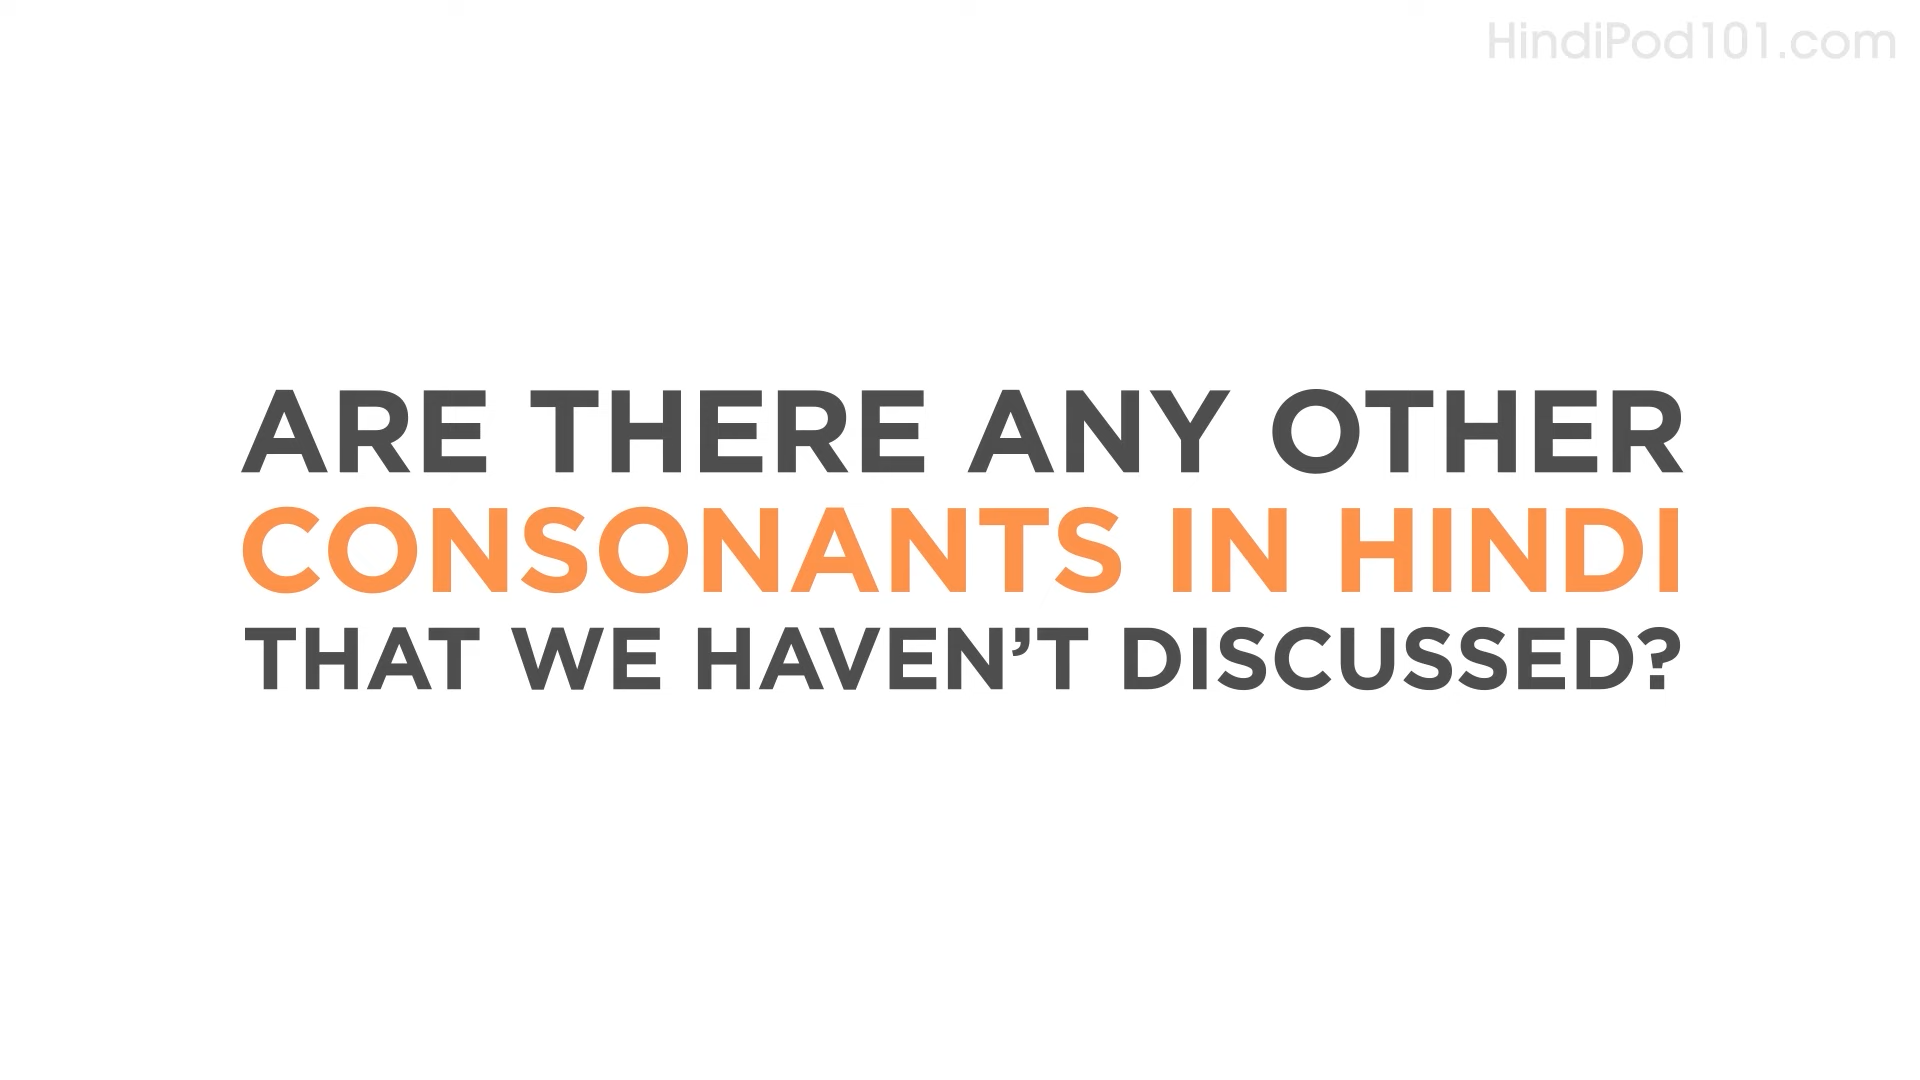 HindiPod101.com
ARE THERE ANY OTHER
CONSONANTS IN HINDI
THAT WE HAVEN’T DISCUSSED?